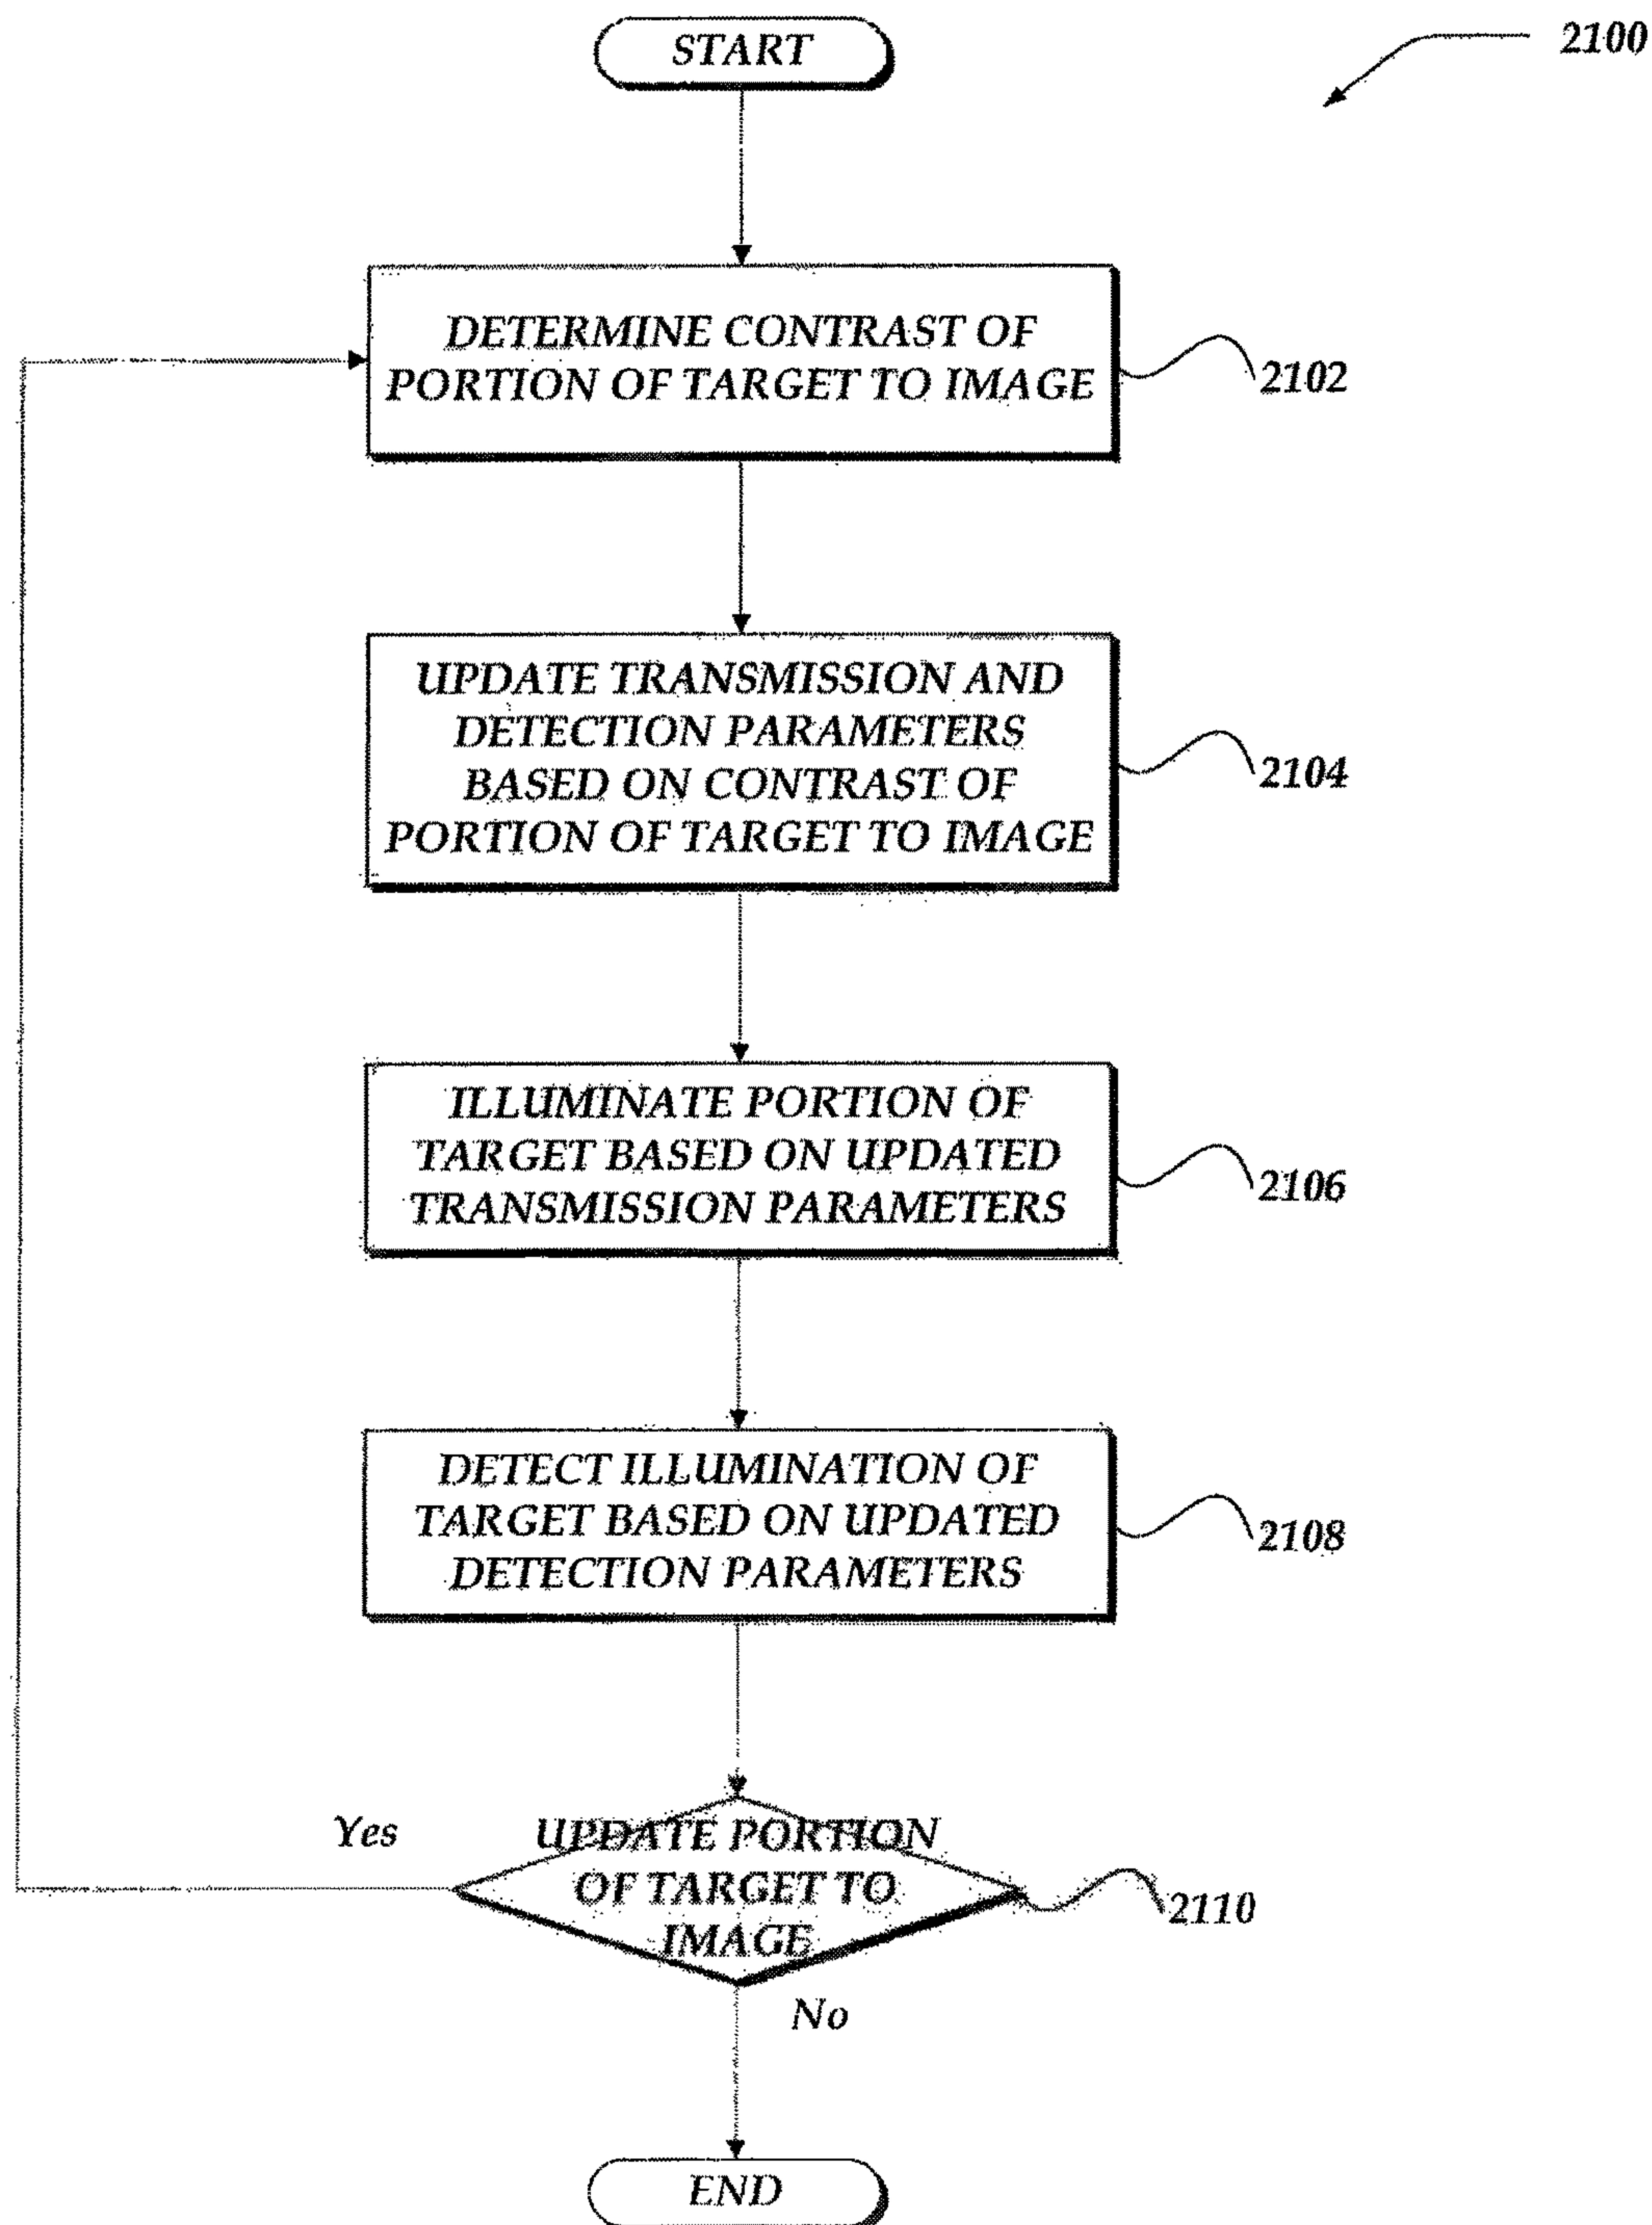 START
2100
DETERMINE CONTRAST OF
PORTION OF TARGET TO IMAGE
2102
UPDATE TRANSMISSION AND
DETECTION PARAMETERS
BASED ON CONTRAST OF
PORTION OF TARGET TO IMAGE
2104
ILLUMINATE PORTION OF
TARGET BASED ON UPDATED
TRANSMISSION PARAMETERS
2106
DETECT ILLUMINATION OF
TARGET BASED ON UPDATED
DETECTION PARAMETERS
2108
Yes
UPDATE PORTION
OF TARGET TO
IMAGE
2110
No
END